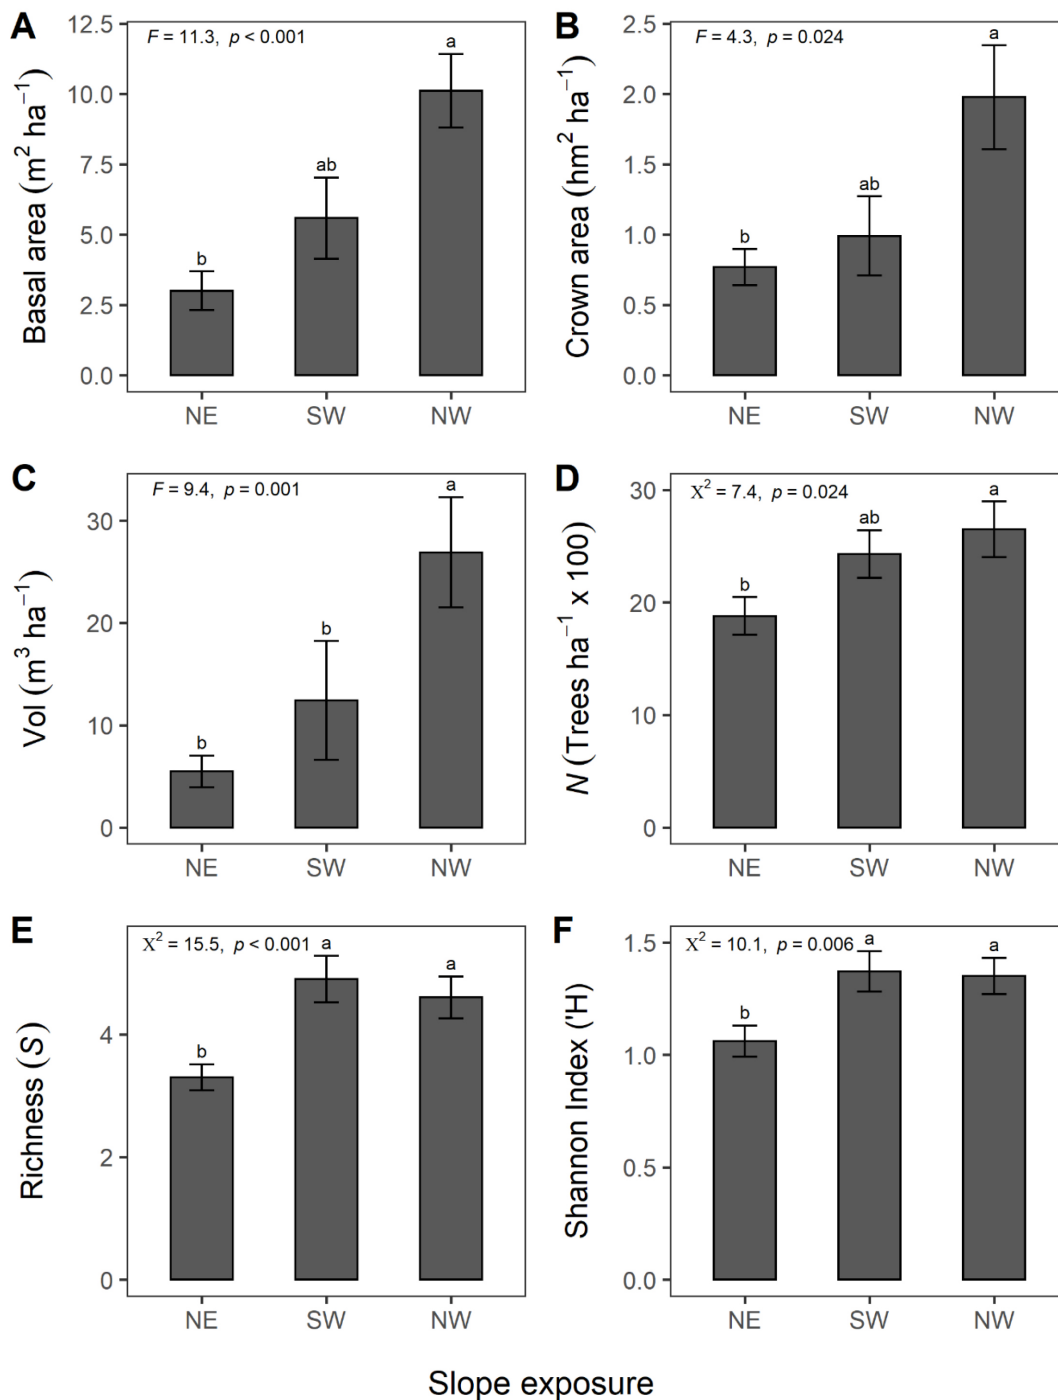 A
Basal area (m² ha⁻¹)
F = 11.3, p < 0.001
12.5
10.0
7.5
5.0
2.5
0.0
b
ab
a
NE SW NW
B
Crown area (hm² ha⁻¹)
F = 4.3, p = 0.024
2.5
2.0
1.5
1.0
0.5
0.0
b
ab
a
NE SW NW
C
Vol (m³ ha⁻¹)
F = 9.4, p = 0.001
30
20
10
0
b
b
a
NE SW NW
D
N (Trees ha⁻¹ x 100)
X² = 7.4, p = 0.024
30
20
10
0
b
ab
a
NE SW NW
E
Richness (S)
X² = 15.5, p < 0.001
4
2
0
b
a
a
NE SW NW
F
Shannon Index ('H)
X² = 10.1, p = 0.006
1.5
1.0
0.5
0.0
b
a
a
NE SW NW
Slope exposure